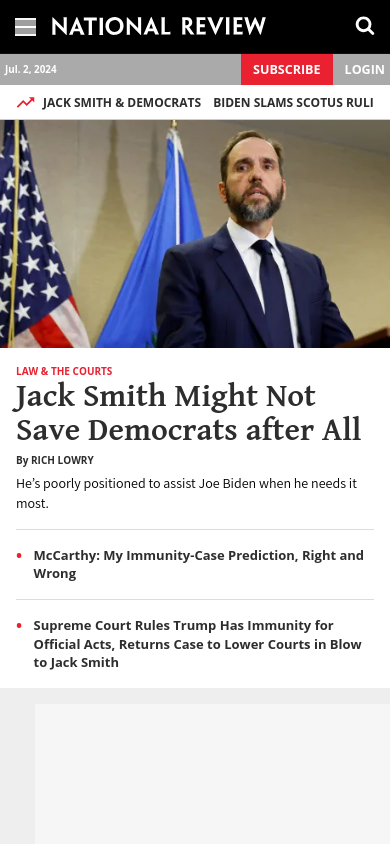 NATIONAL REVIEW
Jul. 2, 2024
SUBSCRIBE
LOGIN
JACK SMITH & DEMOCRATS
BIDEN SLAMS SCOTUS RULI
LAW & THE COURTS
Jack Smith Might Not
Save Democrats after All
By RICH LOWRY
He's poorly positioned to assist Joe Biden when he needs it
most.
McCarthy: My Immunity-Case Prediction, Right and
Wrong
Supreme Court Rules Trump Has Immunity for
Official Acts, Returns Case to Lower Courts in Blow
to Jack Smith